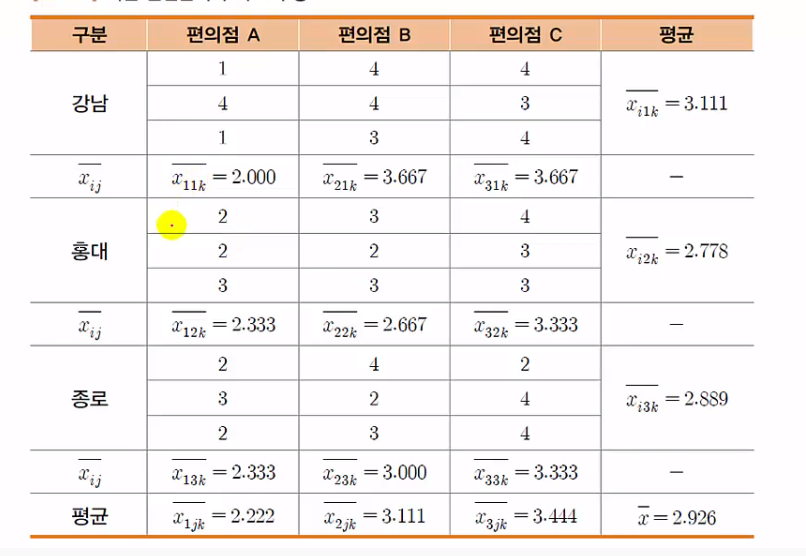 구분 편의점 A 편의점 B 편의점 C 평균
1 4 4
강남 4 4 3 $\overline{x_{i1k}}=3.111$
1 3 4
$\overline{x_{ij}}$ $\overline{x_{11k}}=2.000$ $\overline{x_{21k}}=3.667$ $\overline{x_{31k}}=3.667$ −
2 3 4
홍대 2 2 3 $\overline{x_{i2k}}=2.778$
3 3 3
$\overline{x_{ij}}$ $\overline{x_{12k}}=2.333$ $\overline{x_{22k}}=2.667$ $\overline{x_{32k}}=3.333$ −
2 4 2
종로 3 2 4 $\overline{x_{i3k}}=2.889$
2 3 4
$\overline{x_{ij}}$ $\overline{x_{13k}}=2.333$ $\overline{x_{23k}}=3.000$ $\overline{x_{33k}}=3.333$ −
평균 $\overline{x_{1jk}}=2.222$ $\overline{x_{2jk}}=3.111$ $\overline{x_{3jk}}=3.444$ $\overline{x}=2.926$